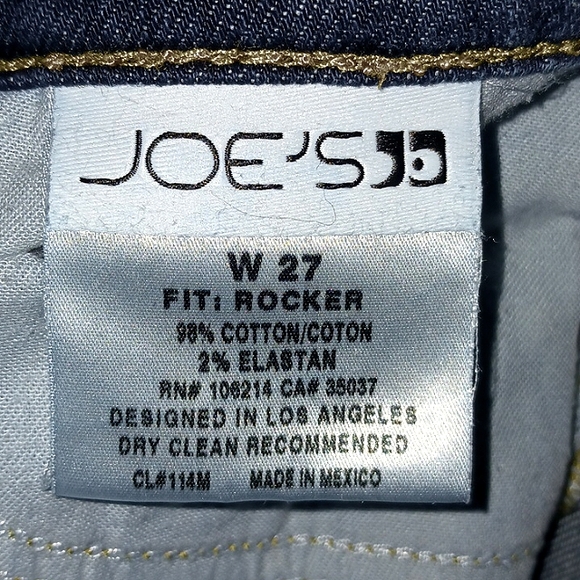 JOE'S
W 27
FIT: ROCKER
98% COTTON/COTON
2% ELASTAN
RN# 106214 CA# 35037
DESIGNED IN LOS ANGELES
DRY CLEAN RECOMMENDED
CL#114M MADE IN MEXICO